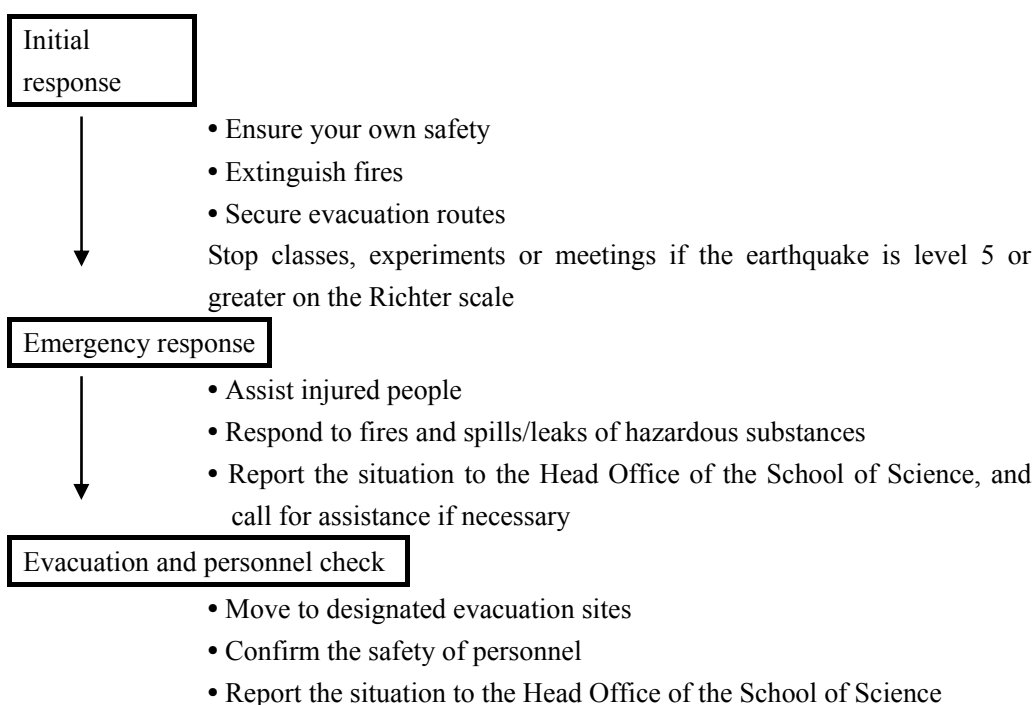 Initial
response
• Ensure your own safety
• Extinguish fires
• Secure evacuation routes
Stop classes, experiments or meetings if the earthquake is level 5 or
greater on the Richter scale
Emergency response
• Assist injured people
• Respond to fires and spills/leaks of hazardous substances
• Report the situation to the Head Office of the School of Science, and
call for assistance if necessary
Evacuation and personnel check
• Move to designated evacuation sites
• Confirm the safety of personnel
• Report the situation to the Head Office of the School of Science